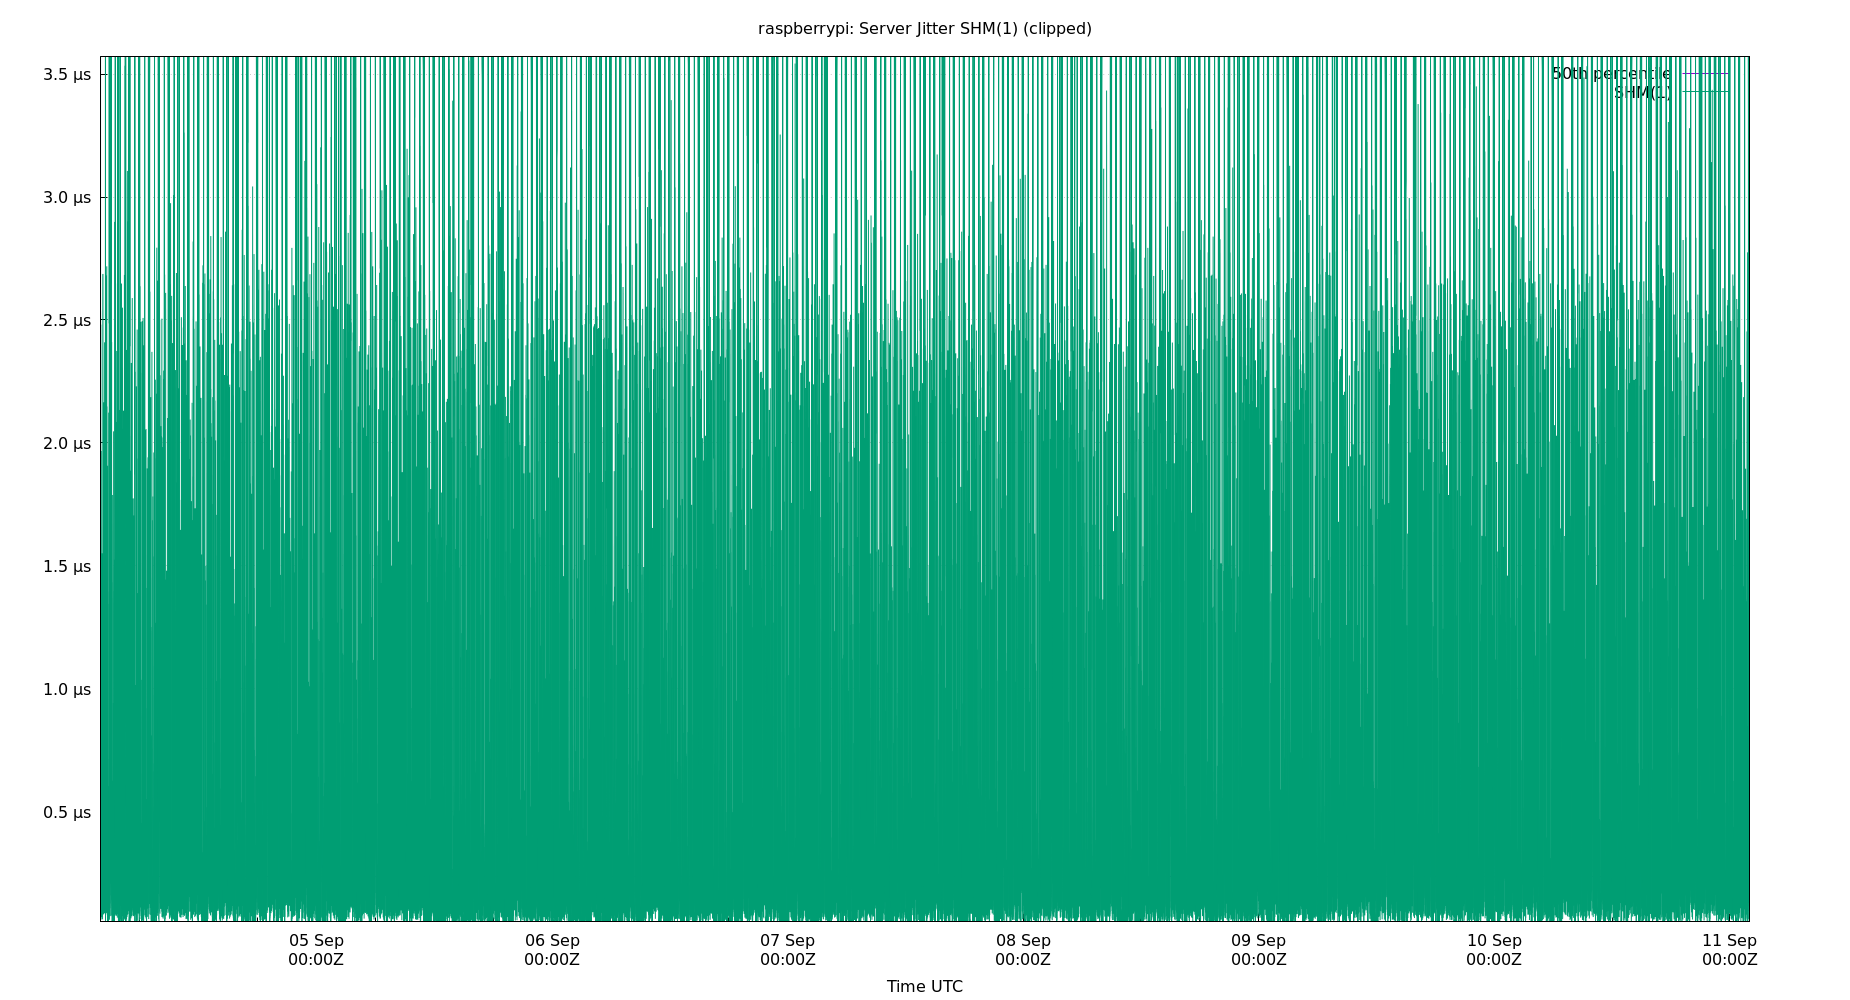 raspberrypi: Server Jitter SHM(1) (clipped)
3.5 µs
50th percentile
SHM(1)
3.0 µs
2.5 µs
2.0 µs
1.5 µs
1.0 µs
0.5 µs
05 Sep 06 Sep 07 Sep 08 Sep 09 Sep 10 Sep 11 Sep
00:00Z 00:00Z 00:00Z 00:00Z 00:00Z 00:00Z 00:00Z
Time UTC